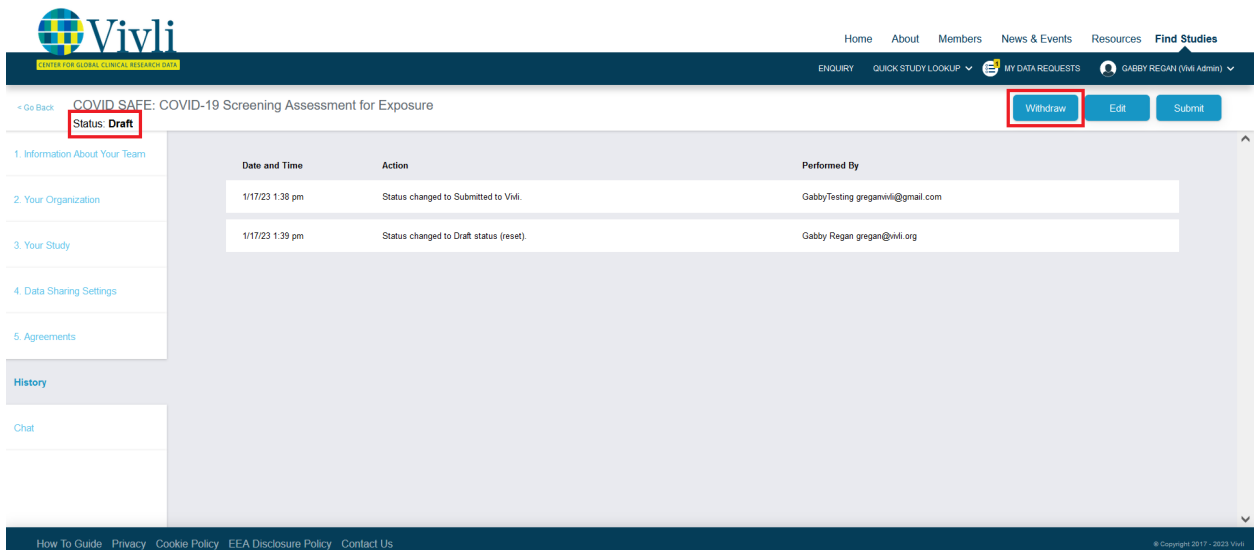 Vivli
CENTER FOR GLOBAL CLINICAL RESEARCH DATA
Home About Members News & Events Resources Find Studies
ENQUIRY QUICK STUDY LOOKUP 1 MY DATA REQUESTS GABBY REGAN (Vivli Admin)
< Go Back COVID SAFE: COVID-19 Screening Assessment for Exposure
Status: Draft
Withdraw Edit Submit
1. Information About Your Team
2. Your Organization
3. Your Study
4. Data Sharing Settings
5. Agreements
History
Chat
Date and Time Action Performed By
1/17/23 1:38 pm Status changed to Submitted to Vivli. GabbyTesting greganvivli@gmail.com
1/17/23 1:39 pm Status changed to Draft status (reset). Gabby Regan gregan@vivli.org
How To Guide Privacy Cookie Policy EEA Disclosure Policy Contact Us
© Copyright 2017 - 2023 Vivli